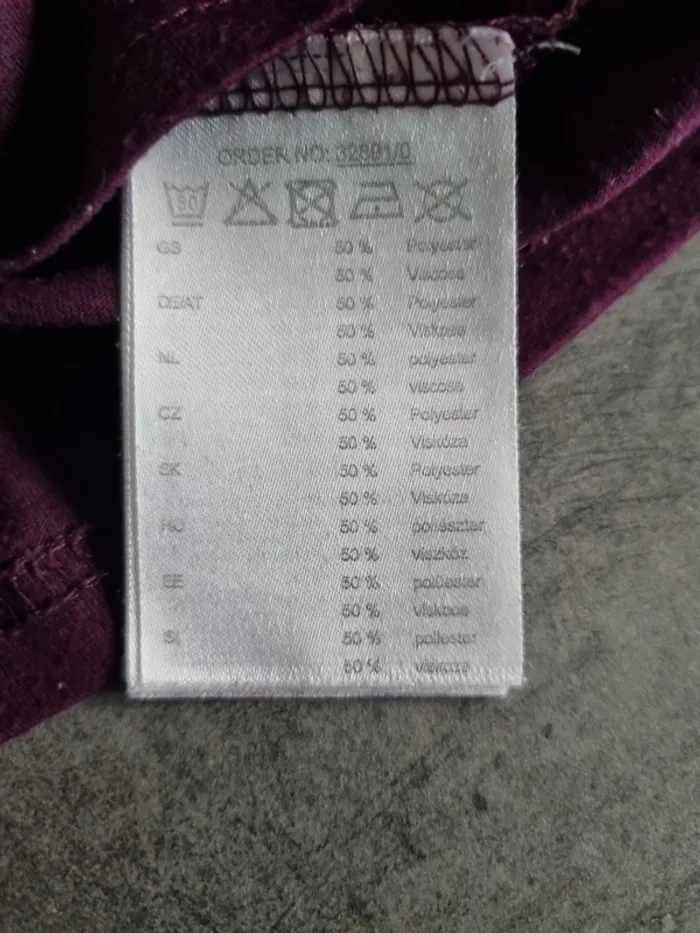 ORDER NO: 32891/0
30
GB 50 % Polyester
50 % Viscose
DE/AT 50 % Polyester
50 % Viskose
NL 50 % polyester
50 % viscose
CZ 50 % Polyester
50 % Viskóza
SK 50 % Polyester
50 % Viskóza
HU 50 % poliészter
50 % viszkóz
EE 50 % polüester
50 % viskoos
SI 50 % poliester
50 % viskoza